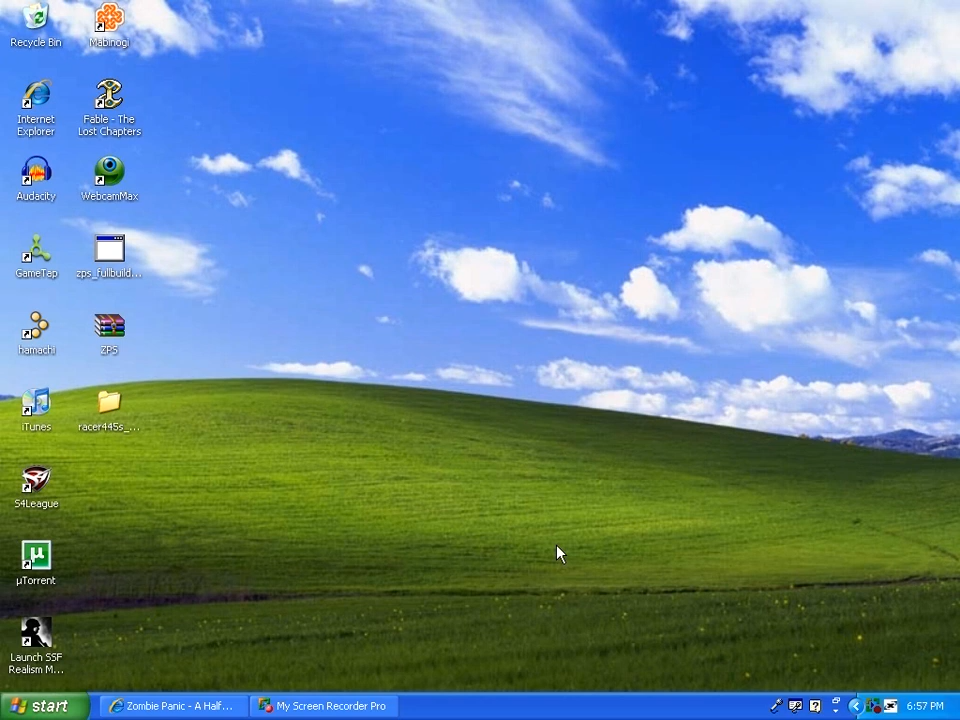 Recycle Bin
Mabinogi
Internet
Explorer
Fable - The
Lost Chapters
Audacity
WebcamMax
GameTap
zps_fullbuild...
hamachi
ZPS
iTunes
racer445s_...
S4League
µ
µTorrent
Launch SSF
Realism M...
start
Zombie Panic - A Half...
My Screen Recorder Pro
6:57 PM